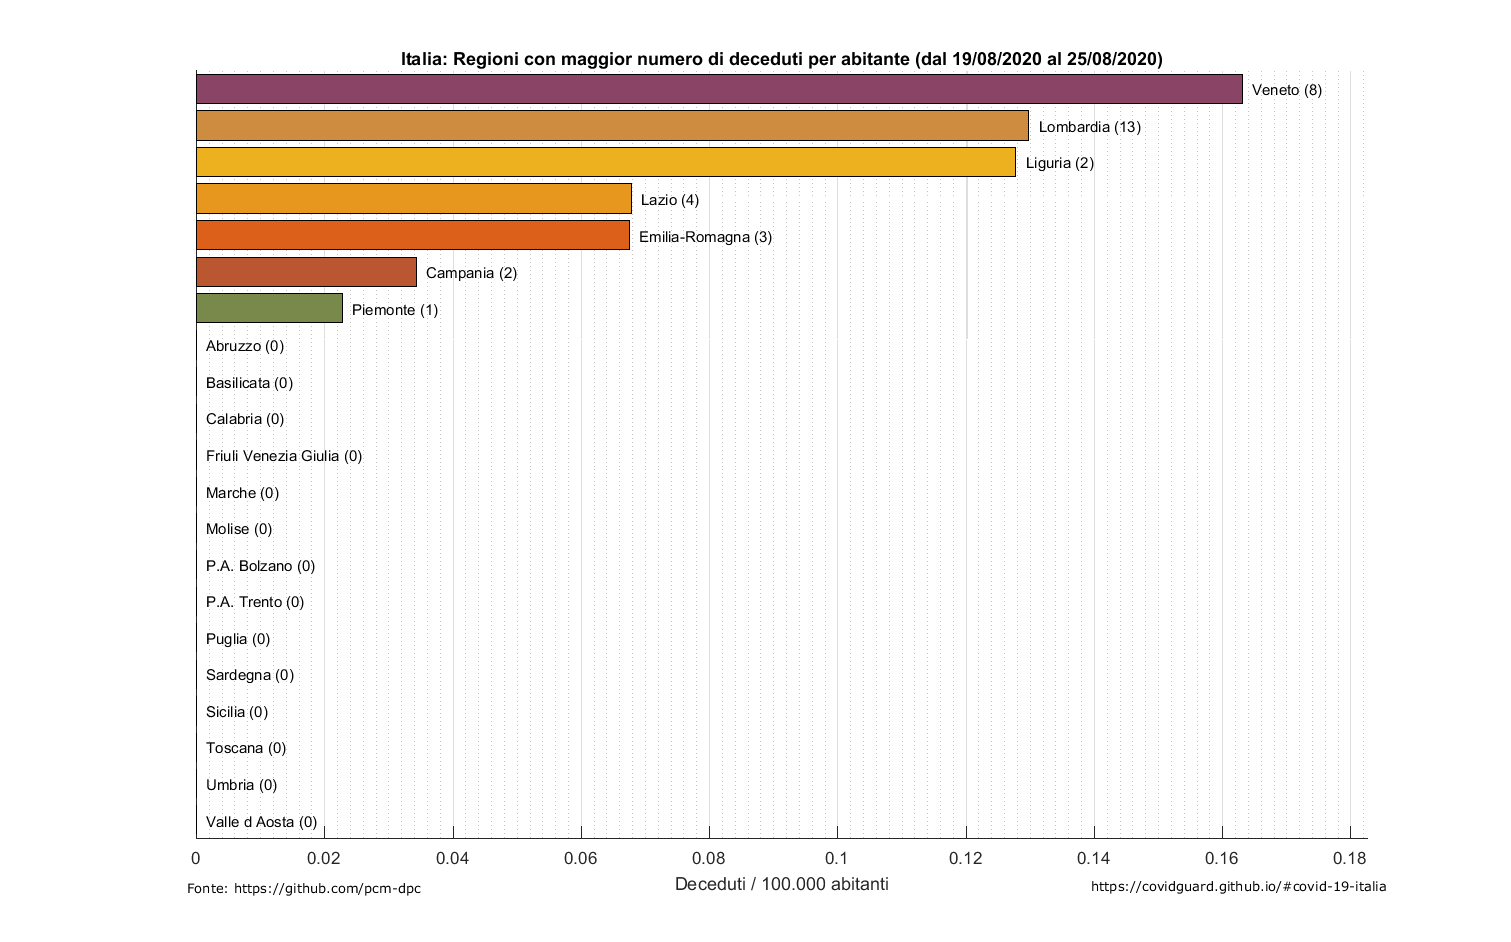 Italia: Regioni con maggior numero di deceduti per abitante (dal 19/08/2020 al 25/08/2020)
Veneto (8)
Lombardia (13)
Liguria (2)
Lazio (4)
Emilia-Romagna (3)
Campania (2)
Piemonte (1)
Abruzzo (0)
Basilicata (0)
Calabria (0)
Friuli Venezia Giulia (0)
Marche (0)
Molise (0)
P.A. Bolzano (0)
P.A. Trento (0)
Puglia (0)
Sardegna (0)
Sicilia (0)
Toscana (0)
Umbria (0)
Valle d Aosta (0)
0 0.02 0.04 0.06 0.08 0.1 0.12 0.14 0.16 0.18
Deceduti / 100.000 abitanti
Fonte: https://github.com/pcm-dpc
https://covidguard.github.io/#covid-19-italia